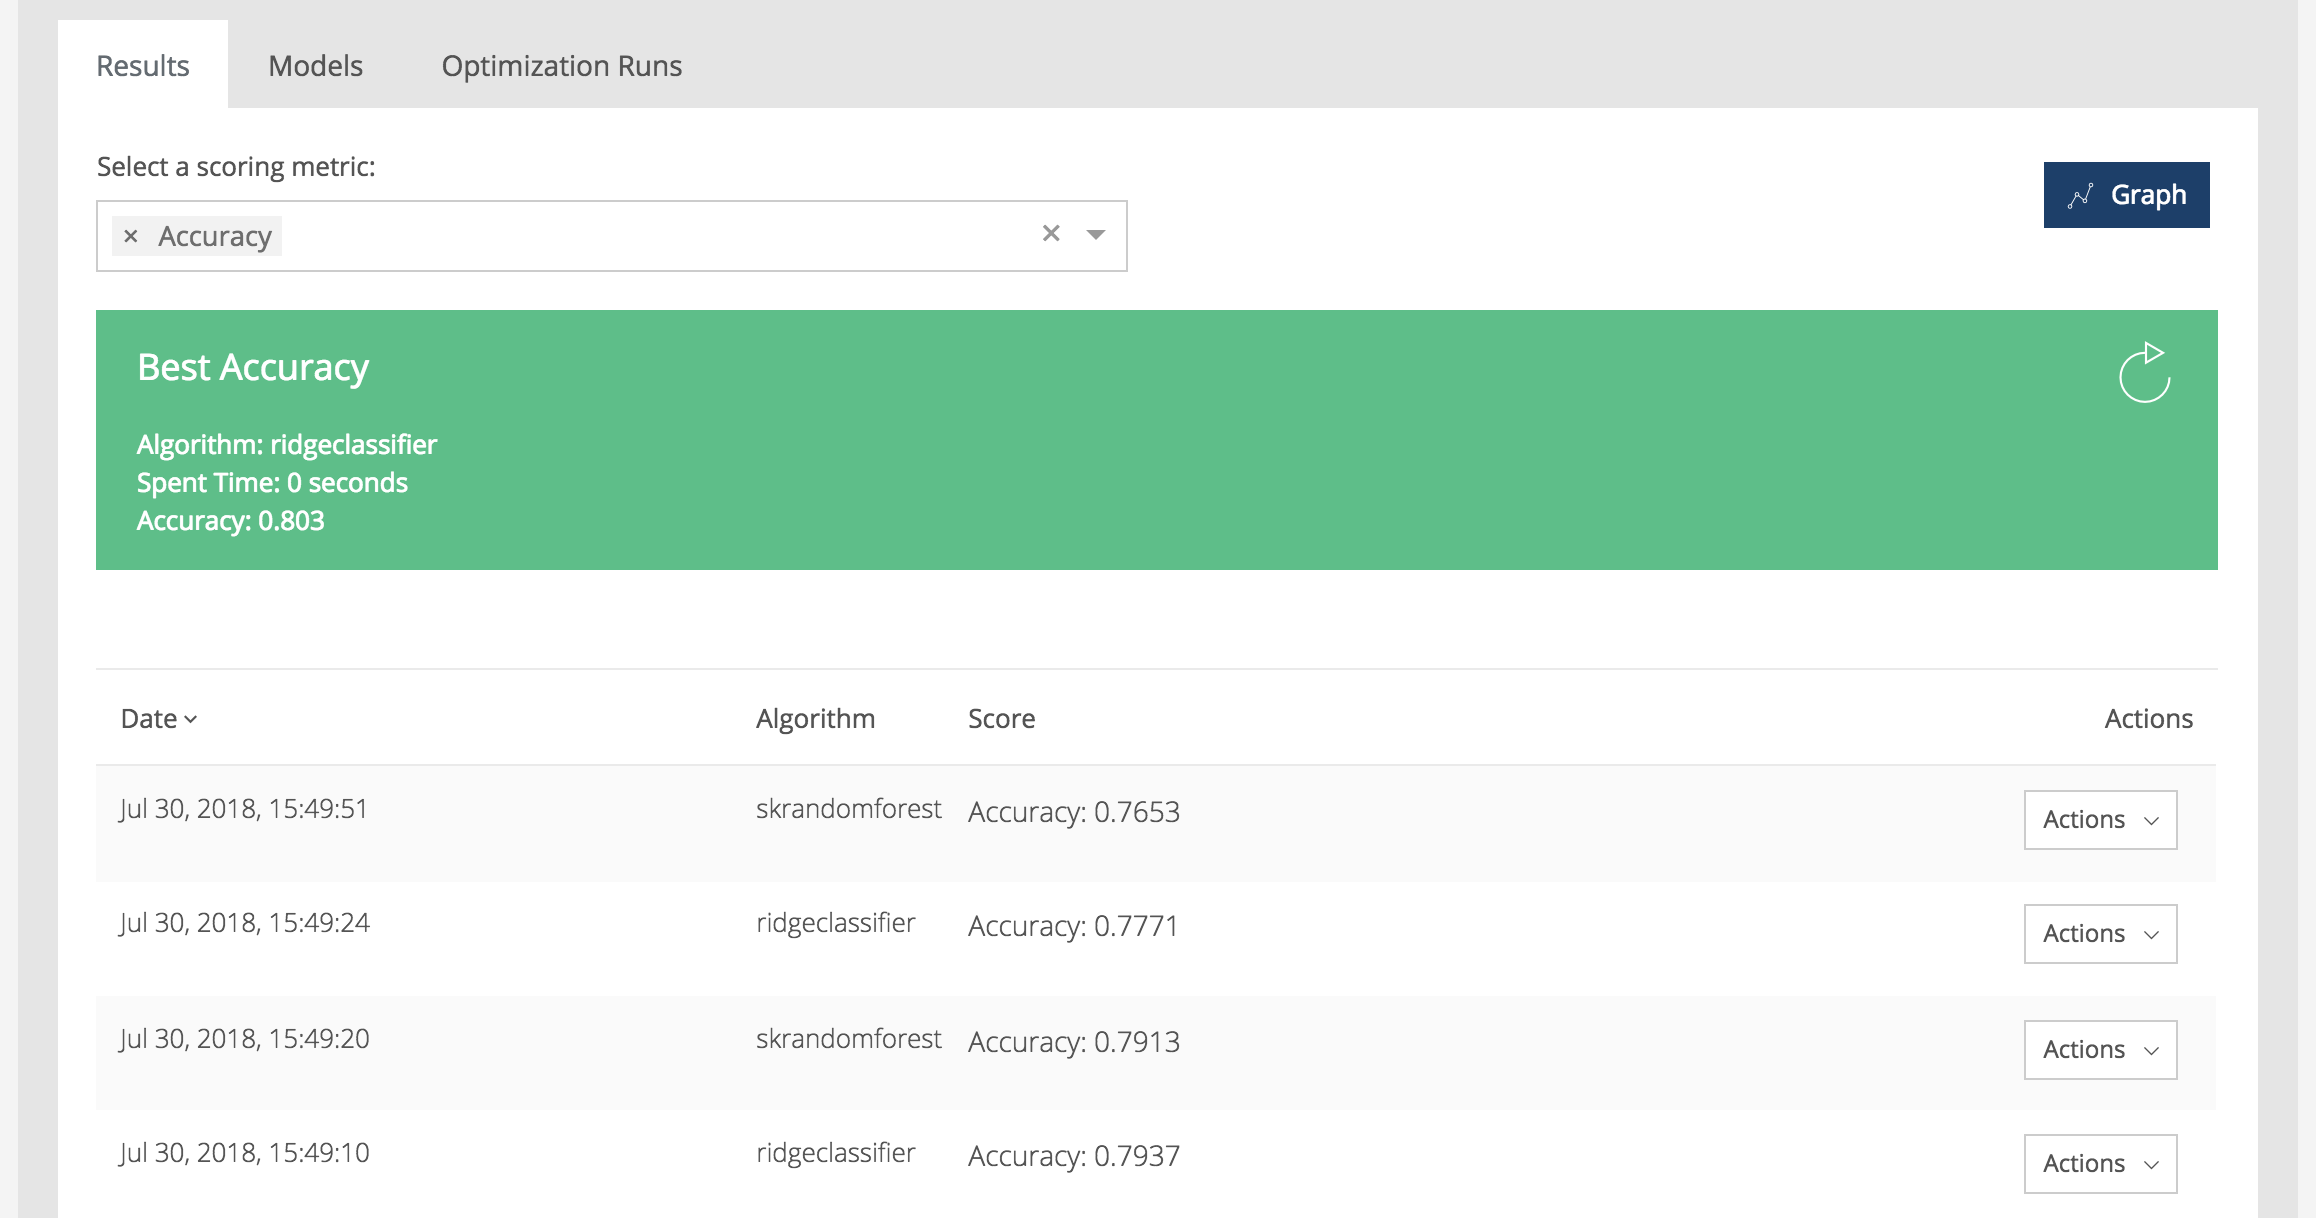 Results Models Optimization Runs
Select a scoring metric:
× Accuracy
Graph
Best Accuracy
Algorithm: ridgeclassifier
Spent Time: 0 seconds
Accuracy: 0.803
Date Algorithm Score Actions
Jul 30, 2018, 15:49:51 skrandomforest Accuracy: 0.7653 Actions
Jul 30, 2018, 15:49:24 ridgeclassifier Accuracy: 0.7771 Actions
Jul 30, 2018, 15:49:20 skrandomforest Accuracy: 0.7913 Actions
Jul 30, 2018, 15:49:10 ridgeclassifier Accuracy: 0.7937 Actions